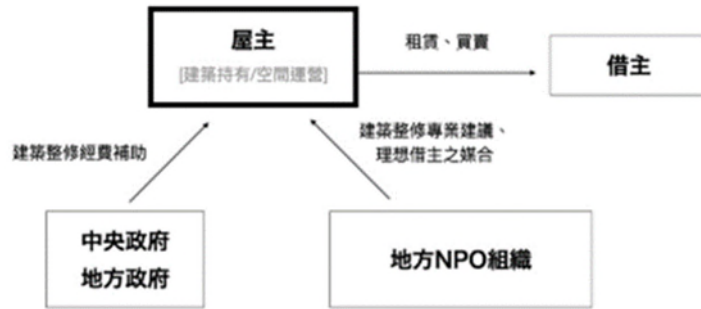 屋主
[建築持有/空間運營]
租賃、買賣
借主
建築整修經費補助
建築整修專業建議、
理想借主之媒合
中央政府
地方政府
地方NPO組織